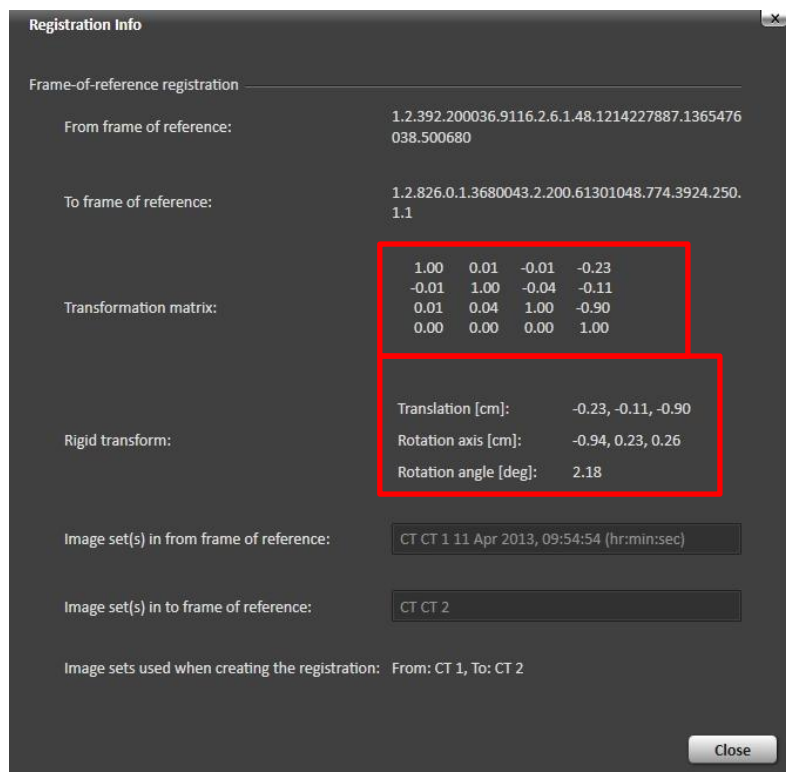 Registration Info
x
Frame-of-reference registration
From frame of reference:
1.2.392.200036.9116.2.6.1.48.1214227887.1365476
038.500680
To frame of reference:
1.2.826.0.1.3680043.2.200.61301048.774.3924.250.
1.1
Transformation matrix:
1.00 0.01 -0.01 -0.23
-0.01 1.00 -0.04 -0.11
0.01 0.04 1.00 -0.90
0.00 0.00 0.00 1.00
Rigid transform:
Translation [cm]: -0.23, -0.11, -0.90
Rotation axis [cm]: -0.94, 0.23, 0.26
Rotation angle [deg]: 2.18
Image set(s) in from frame of reference: CT CT 1 11 Apr 2013, 09:54:54 (hr:min:sec)
Image set(s) in to frame of reference: CT CT 2
Image sets used when creating the registration: From: CT 1, To: CT 2
Close